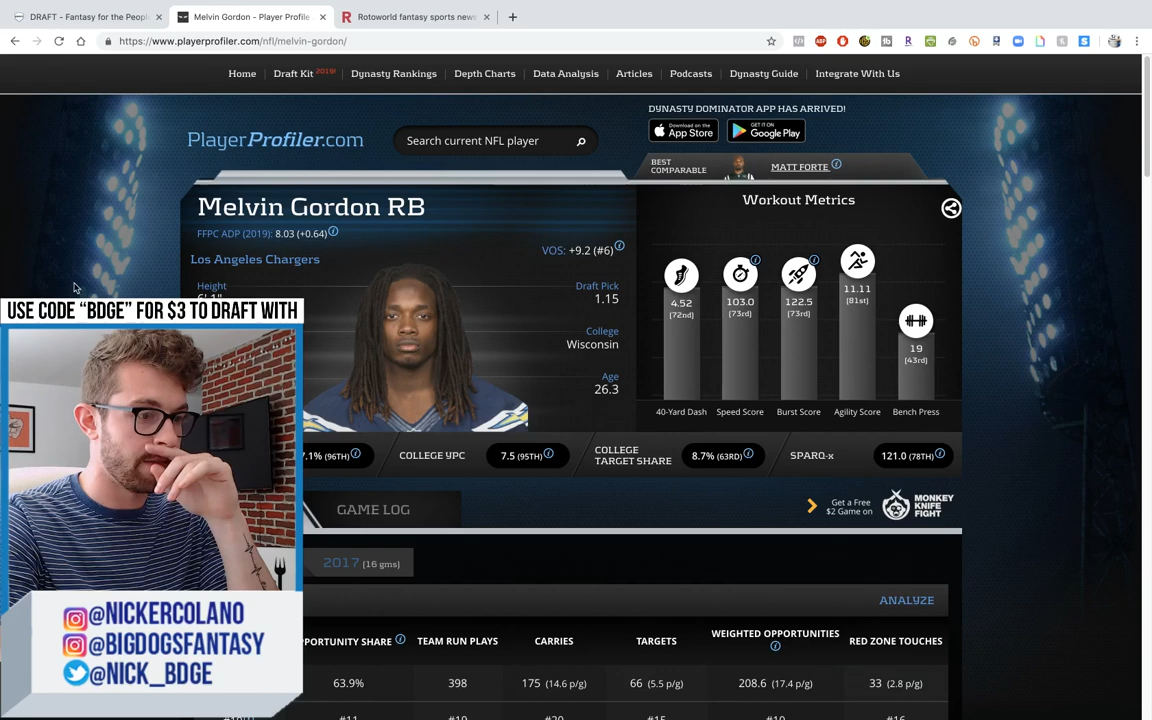 DRAFT - Fantasy for the Peopl
Melvin Gordon - Player Profile
Rotoworld fantasy sports news
https://www.playerprofiler.com/nfl/melvin-gordon/
Home
Draft Kit 2019!
Dynasty Rankings
Depth Charts
Data Analysis
Articles
Podcasts
Dynasty Guide
Integrate With Us
DYNASTY DOMINATOR APP HAS ARRIVED!
PlayerProfiler.com
Search current NFL player
Download on the App Store
GET IT ON Google Play
BEST COMPARABLE
MATT FORTE
Melvin Gordon RB
Workout Metrics
FFPC ADP (2019): 8.03 (+0.64)
VOS: +9.2 (#6)
Los Angeles Chargers
Height
Draft Pick
1.15
College
Wisconsin
Age
26.3
4.52 (72nd)
103.0 (73rd)
122.5 (73rd)
11.11 (81st)
19 (43rd)
40-Yard Dash
Speed Score
Burst Score
Agility Score
Bench Press
USE CODE "BDGE" FOR $3 TO DRAFT WITH
7.1% (96TH)
COLLEGE YPC
7.5 (95TH)
COLLEGE TARGET SHARE
8.7% (63RD)
SPARQ-x
121.0 (78TH)
GAME LOG
Get a Free $2 Game on
MONKEY KNIFE FIGHT
2017 [16 gms]
ANALYZE
PORTUNITY SHARE
TEAM RUN PLAYS
CARRIES
TARGETS
WEIGHTED OPPORTUNITIES
RED ZONE TOUCHES
63.9%
398
175 (14.6 p/g)
66 (5.5 p/g)
208.6 (17.4 p/g)
33 (2.8 p/g)
@NICKERCOLANO
@BIGDOGSFANTASY
@NICK_BDGE